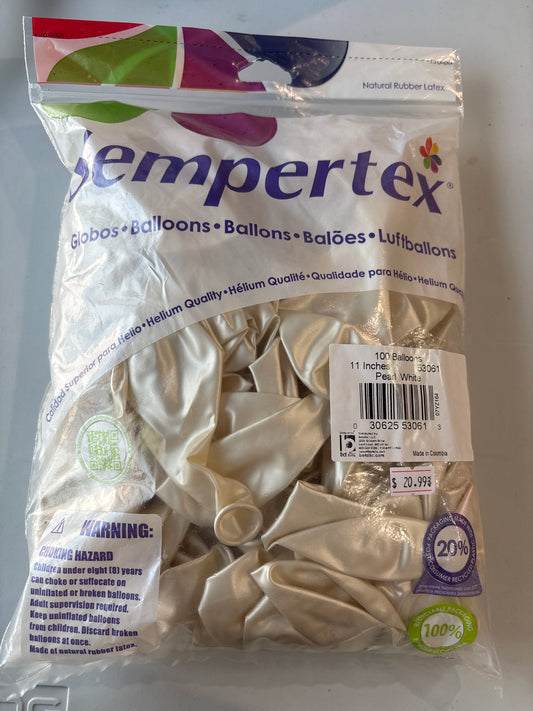 Natural Rubber Latex
Sempertex®
Globos • Balloons • Ballons • Balões • Luftballons
Calidad Superior para Helio • Helium Quality • Hélium Qualité • Qualidade para Hélio • Helium Qua
100 Balloons
11 Inches 53061
Pearl White
07YZ164
0 30625 53061 3
Made in Colombia
$ 20.99
WARNING:
CHOKING HAZARD
Children under eight (8) years
can choke or suffocate on
uninflated or broken balloons.
Adult supervision required.
Keep uninflated balloons
from children. Discard broken
balloons at once.
Made of natural rubber latex.
20%
100%